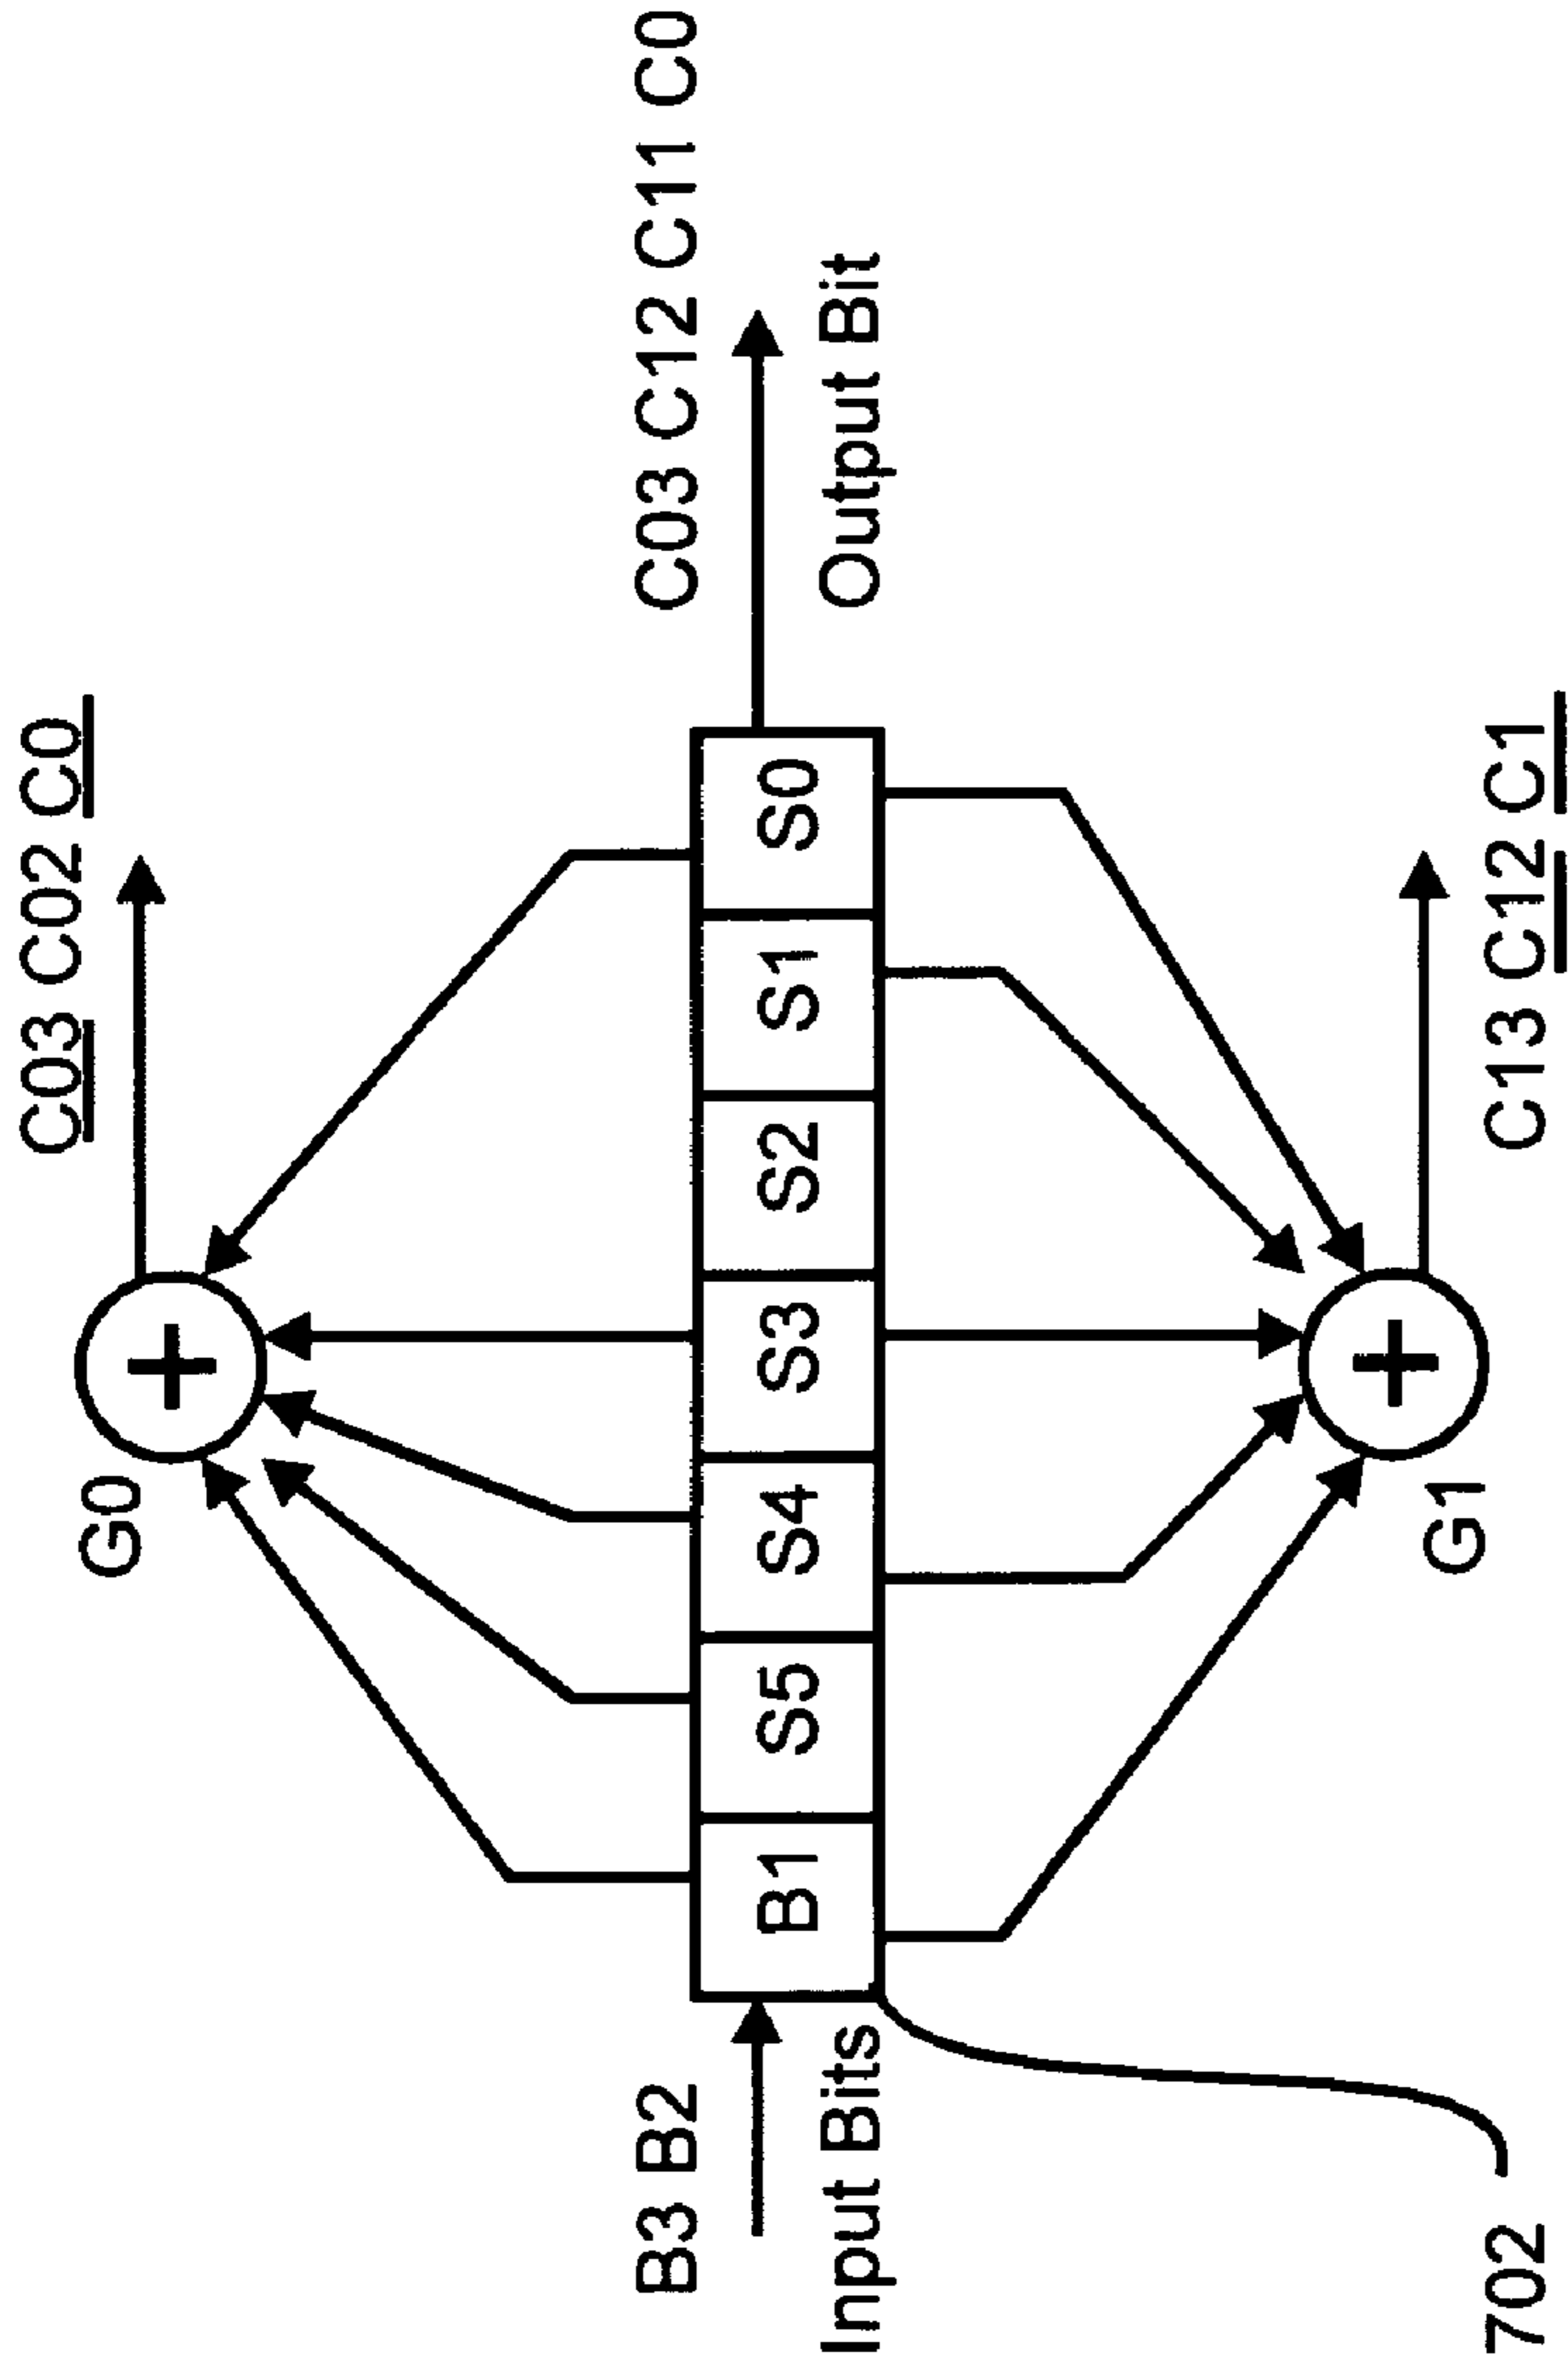 C03 C02 C0
G0
B3 B2
C03 C12 C11 C0
B1 S5 S4 S3 S2 S1 S0
Input Bits
Output Bit
G1
702
C13 C12 C1